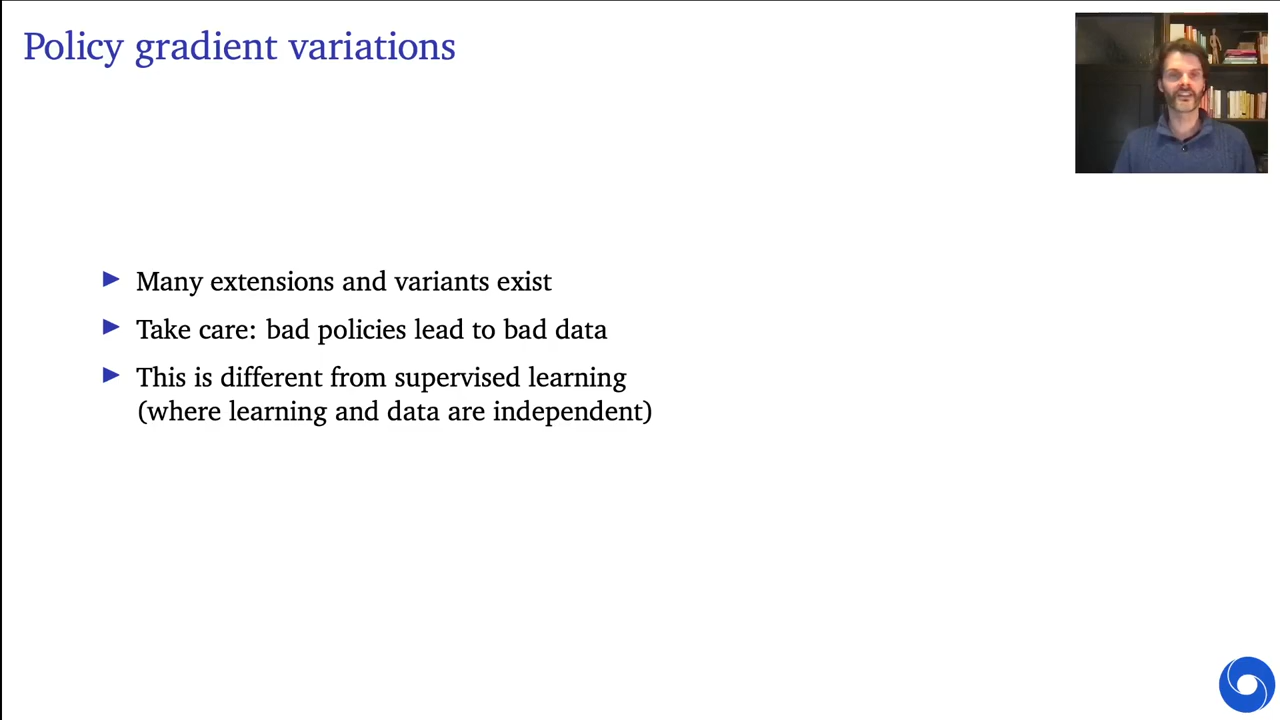 Policy gradient variations
Many extensions and variants exist
Take care: bad policies lead to bad data
This is different from supervised learning
(where learning and data are independent)